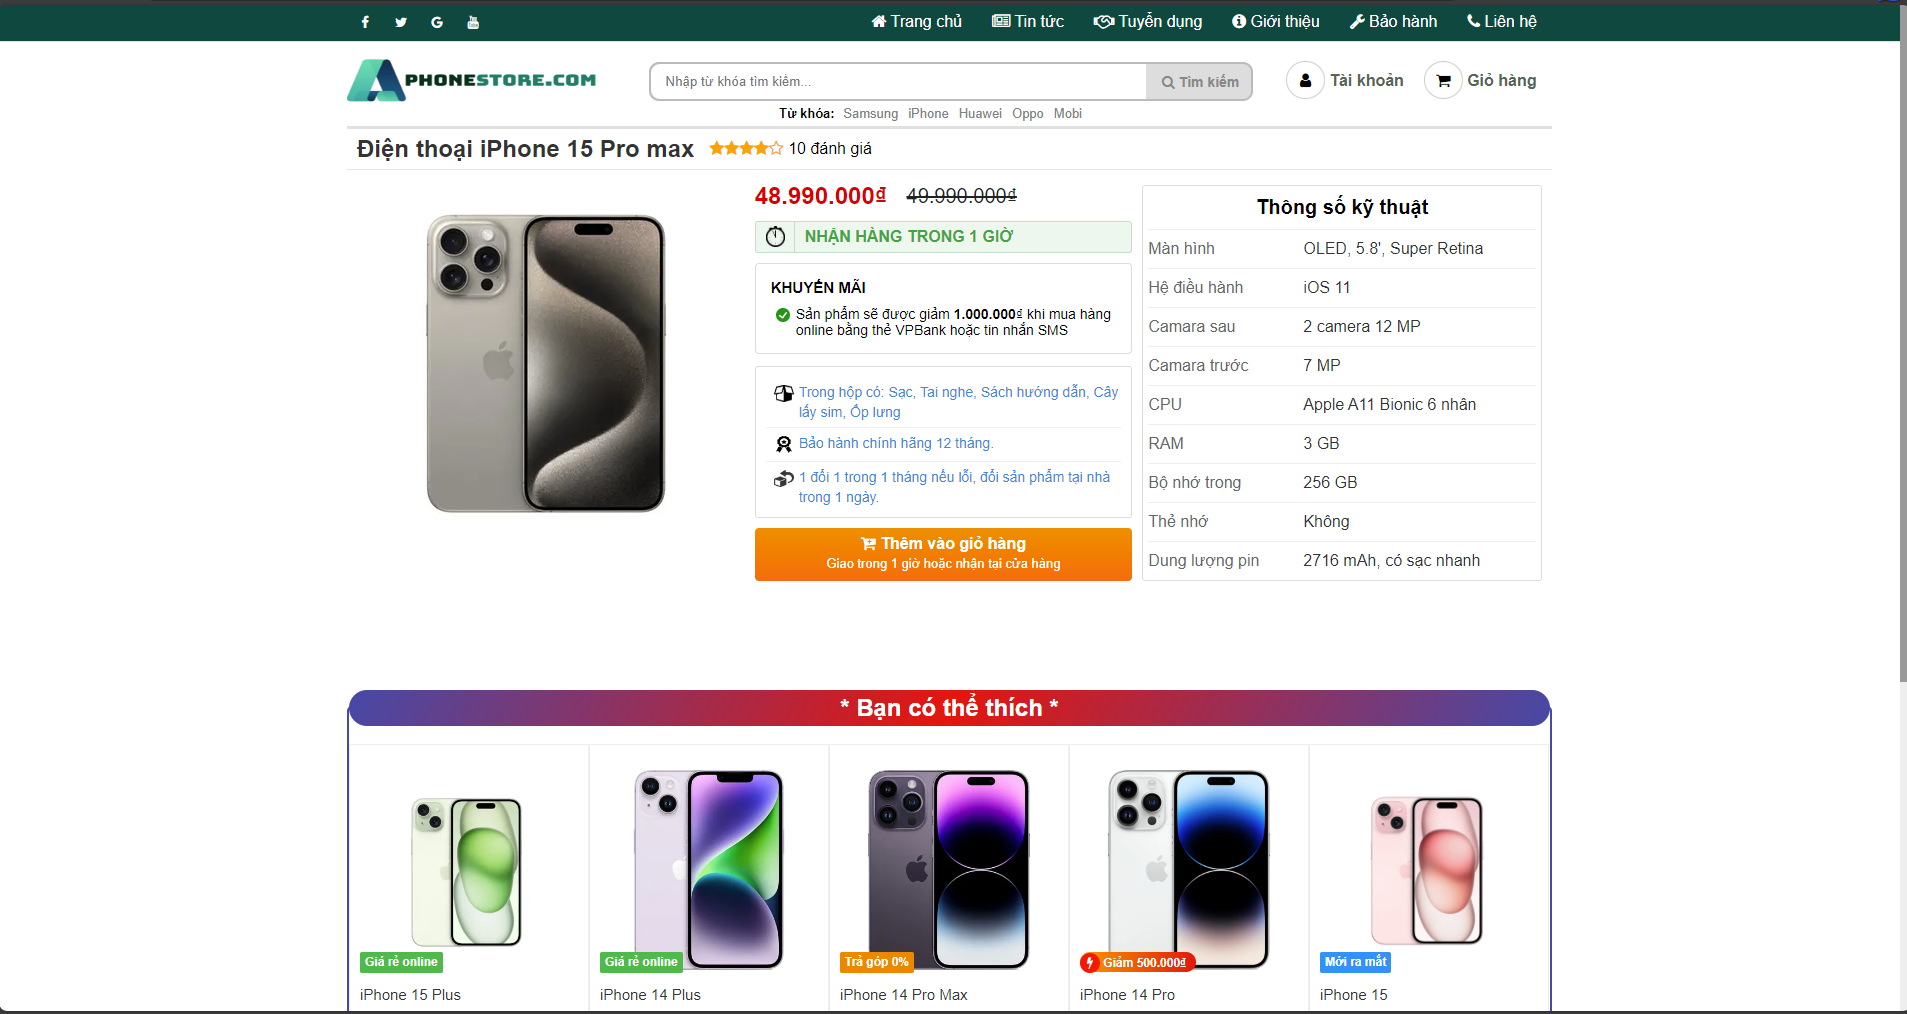 Trang chủ Tin tức Tuyển dụng Giới thiệu Bảo hành Liên hệ
PHONESTORE.COM
Nhập từ khóa tìm kiếm... Tìm kiếm
Tài khoản Giỏ hàng
Từ khóa: Samsung iPhone Huawei Oppo Mobi
Điện thoại iPhone 15 Pro max 10 đánh giá
48.990.000₫ 49.990.000₫
NHẬN HÀNG TRONG 1 GIỜ
KHUYẾN MÃI
Sản phẩm sẽ được giảm 1.000.000₫ khi mua hàng
online bằng thẻ VPBank hoặc tin nhắn SMS
Trong hộp có: Sạc, Tai nghe, Sách hướng dẫn, Cây
lấy sim, Ốp lưng
Bảo hành chính hãng 12 tháng.
1 đổi 1 trong 1 tháng nếu lỗi, đổi sản phẩm tại nhà
trong 1 ngày.
Thêm vào giỏ hàng
Giao trong 1 giờ hoặc nhận tại cửa hàng
Thông số kỹ thuật
Màn hình OLED, 5.8', Super Retina
Hệ điều hành iOS 11
Camara sau 2 camera 12 MP
Camara trước 7 MP
CPU Apple A11 Bionic 6 nhân
RAM 3 GB
Bộ nhớ trong 256 GB
Thẻ nhớ Không
Dung lượng pin 2716 mAh, có sạc nhanh
* Bạn có thể thích *
Giá rẻ online Giá rẻ online Trả góp 0% Giảm 500.000₫ Mới ra mắt
iPhone 15 Plus iPhone 14 Plus iPhone 14 Pro Max iPhone 14 Pro iPhone 15